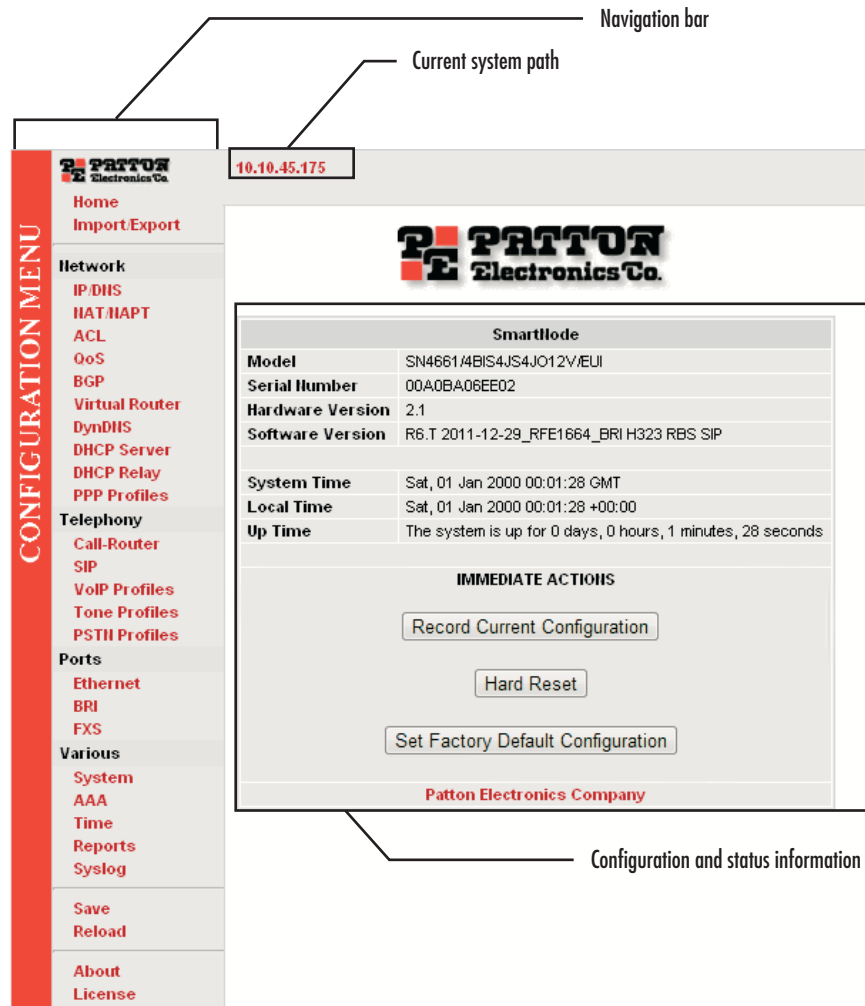 Navigation bar
Current system path
CONFIGURATION MENU
PE PATTON
Electronics Co.
10.10.45.175
Home
Import/Export
Network
IP/DNS
NAT/NAPT
ACL
QoS
BGP
Virtual Router
DynDNS
DHCP Server
DHCP Relay
PPP Profiles
Telephony
Call-Router
SIP
VoIP Profiles
Tone Profiles
PSTN Profiles
Ports
Ethernet
BRI
FXS
Various
System
AAA
Time
Reports
Syslog
Save
Reload
About
License
PE PATTON
Electronics Co.
SmartNode
Model SN4661/4BIS4JS4JO12V/EUI
Serial Number 00A0BA06EE02
Hardware Version 2.1
Software Version R6.T 2011-12-29_RFE1664_BRI H323 RBS SIP
System Time Sat, 01 Jan 2000 00:01:28 GMT
Local Time Sat, 01 Jan 2000 00:01:28 +00:00
Up Time The system is up for 0 days, 0 hours, 1 minutes, 28 seconds
IMMEDIATE ACTIONS
Record Current Configuration
Hard Reset
Set Factory Default Configuration
Patton Electronics Company
Configuration and status information